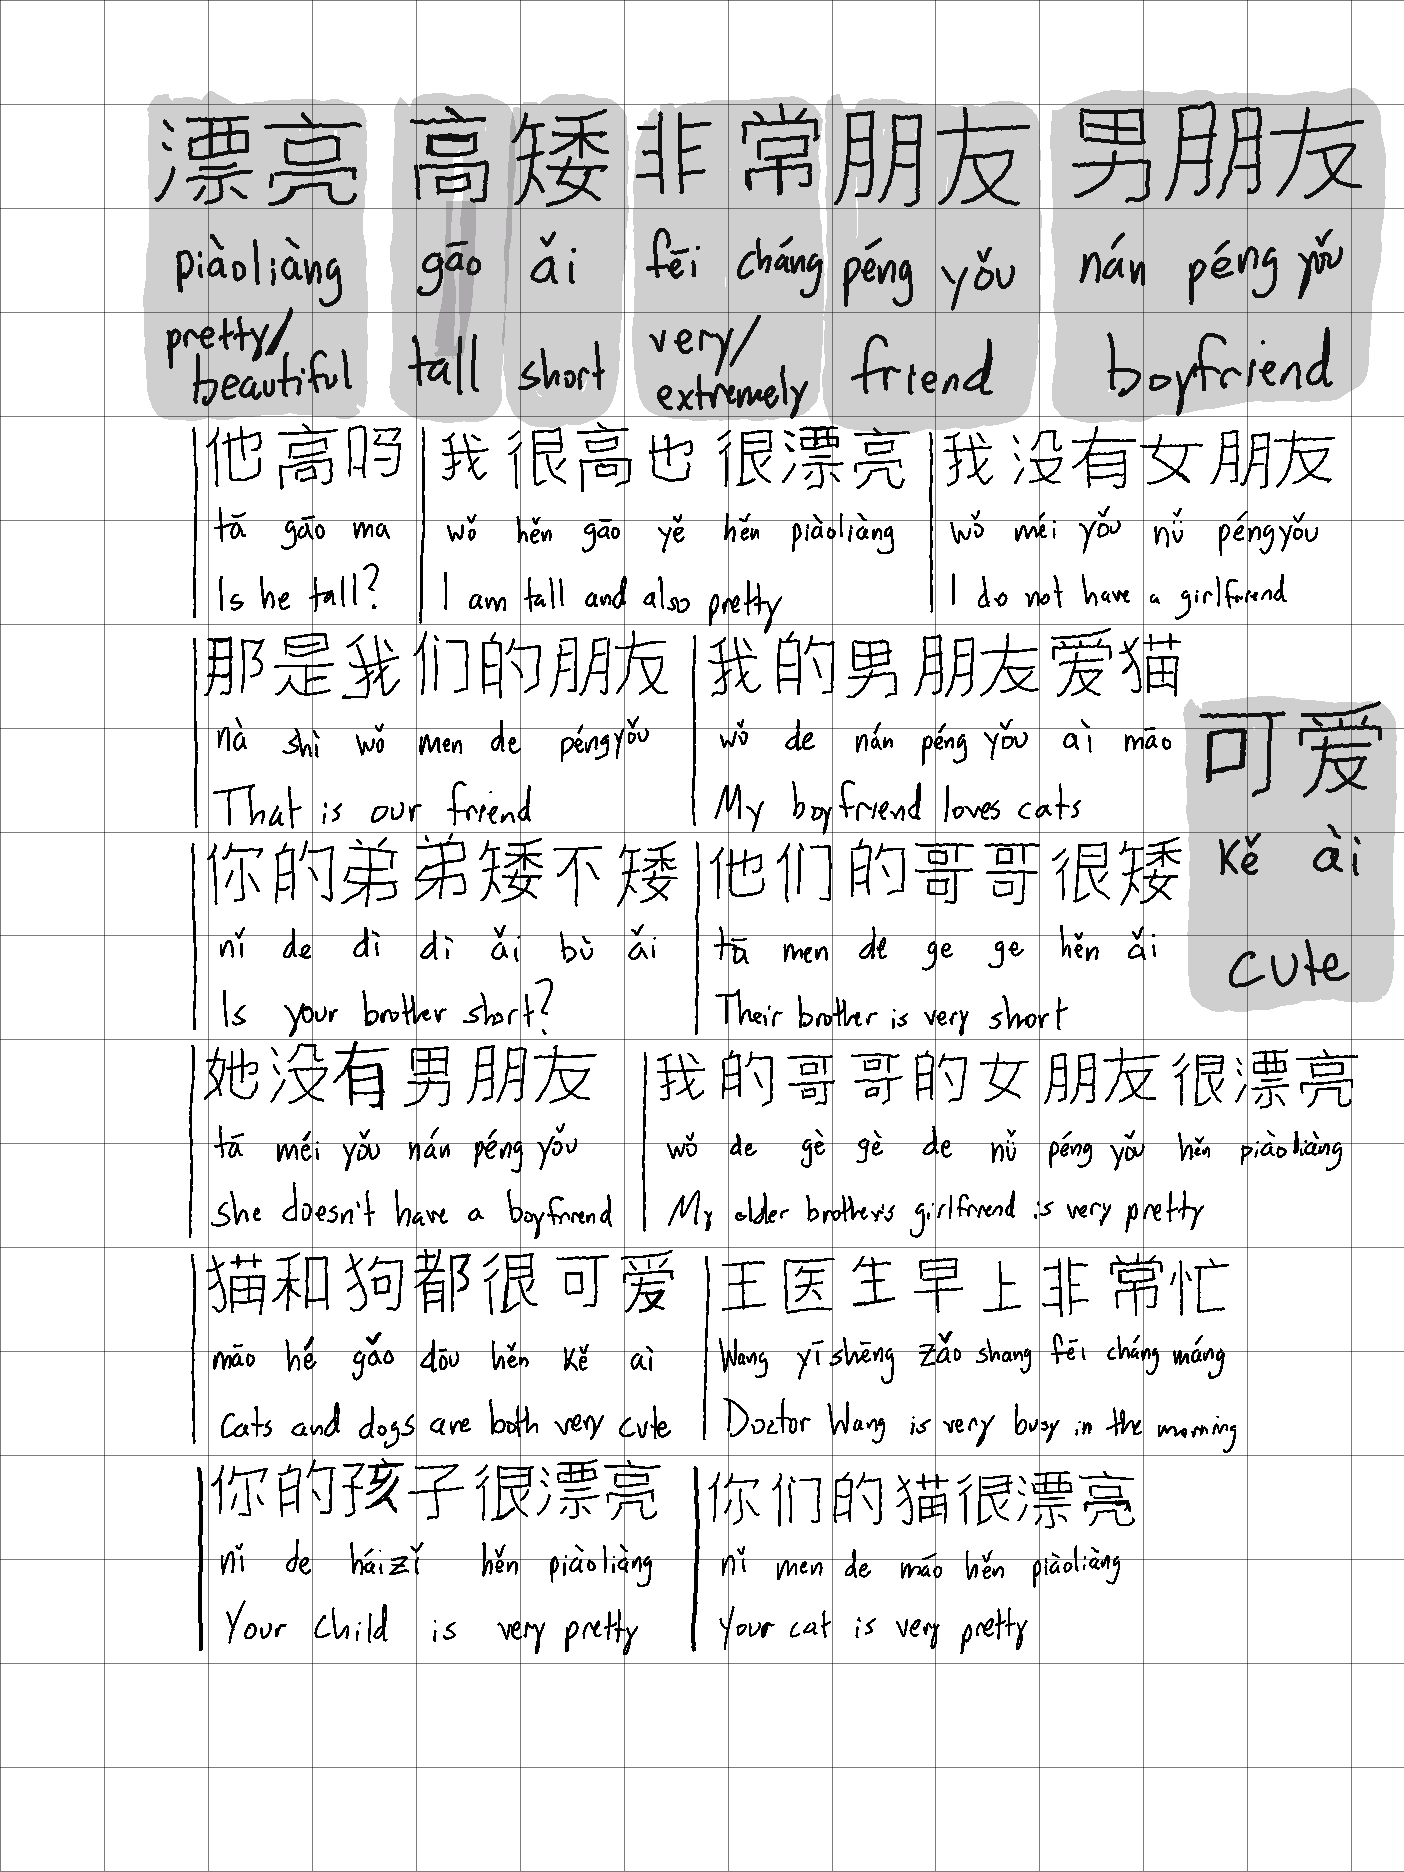 漂亮 高 矮 非常 朋友 男朋友
piàoliàng gāo ǎi fēi cháng péng yǒu nán péng yǒu
pretty/ beautiful tall short very/ extremely friend boyfriend
他高吗 我很高也很漂亮 我没有女朋友
tā gāo ma wǒ hěn gāo yě hěn piàoliàng wǒ méi yǒu nǚ péngyǒu
Is he tall? I am tall and also pretty I do not have a girlfriend
那是我们的朋友 我的男朋友爱猫
nà shì wǒ men de péngyǒu wǒ de nán péng yǒu ài māo
That is our friend My boyfriend loves cats
可爱
kě ài
cute
你的弟弟矮不矮 他们的哥哥很矮
nǐ de dì dì ǎi bù ǎi tā men de ge ge hěn ǎi
Is your brother short? Their brother is very short
她没有男朋友 我的哥哥的女朋友很漂亮
tā méi yǒu nán péng yǒu wǒ de gè gè de nǚ péng yǒu hěn piàoliàng
she doesn't have a boyfriend My older brother's girlfriend is very pretty
猫和狗都很可爱 王医生早上非常忙
māo hé gǎo dōu hěn kě ài Wang yī shēng zǎo shang fēi cháng máng
Cats and dogs are both very cute Doctor Wang is very busy in the morning
你的孩子很漂亮 你们的猫很漂亮
nǐ de háizǐ hěn piàoliàng nǐ men de māo hěn piàoliàng
Your child is very pretty Your cat is very pretty